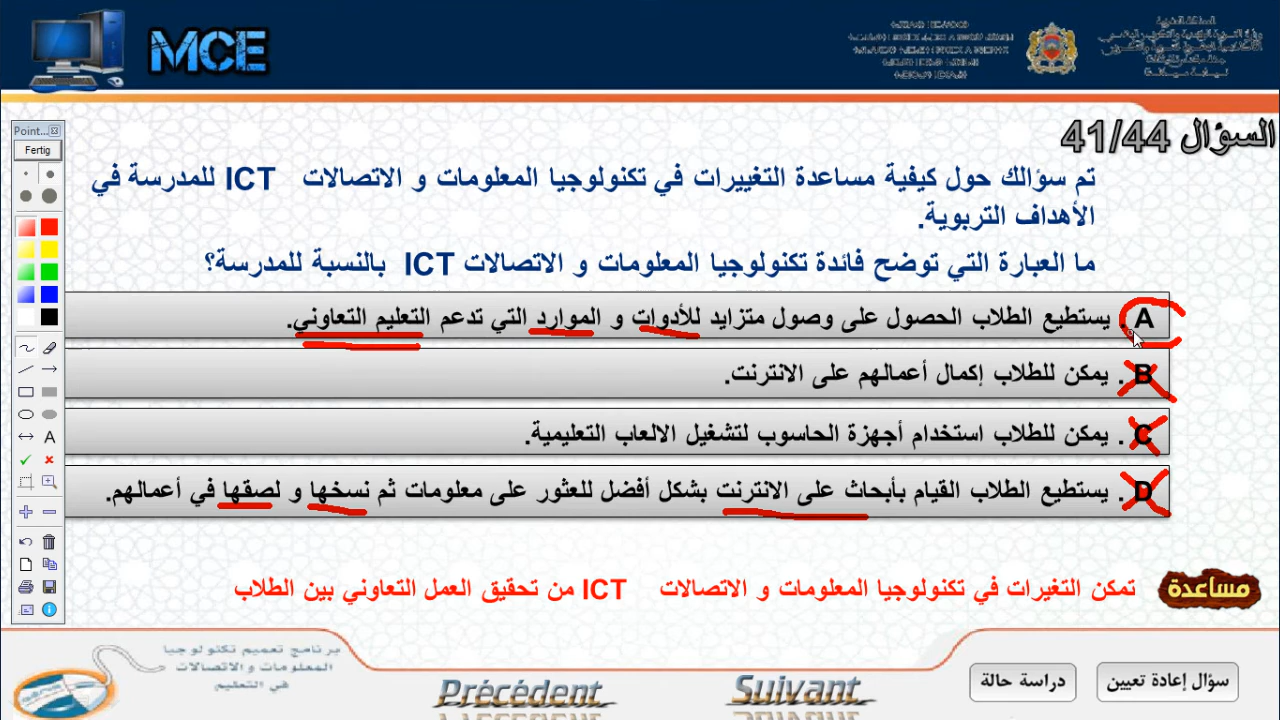 MCE
Point...
Fertig
السؤال 41/44
تم سؤالك حول كيفية مساعدة التغييرات في تكنولوجيا المعلومات و الاتصالات ICT للمدرسة في
الأهداف التربوية.
ما العبارة التي توضح فائدة تكنولوجيا المعلومات و الاتصالات ICT بالنسبة للمدرسة؟
A. يستطيع الطلاب الحصول على وصول متزايد للأدوات و الموارد التي تدعم التعليم التعاوني.
B. يمكن للطلاب إكمال أعمالهم على الانترنت.
C. يمكن للطلاب استخدام أجهزة الحاسوب لتشغيل الالعاب التعليمية.
D. يستطيع الطلاب القيام بأبحاث على الانترنت بشكل أفضل للعثور على معلومات ثم نسخها و لصقها في أعمالهم.
مساعدة
تمكن التغيرات في تكنولوجيا المعلومات و الاتصالات ICT من تحقيق العمل التعاوني بين الطلاب
برنامج تعميم تكنولوجيا
المعلومات والاتصالات
في التعليم
Précédent
Suivant
دراسة حالة
سؤال إعادة تعيين